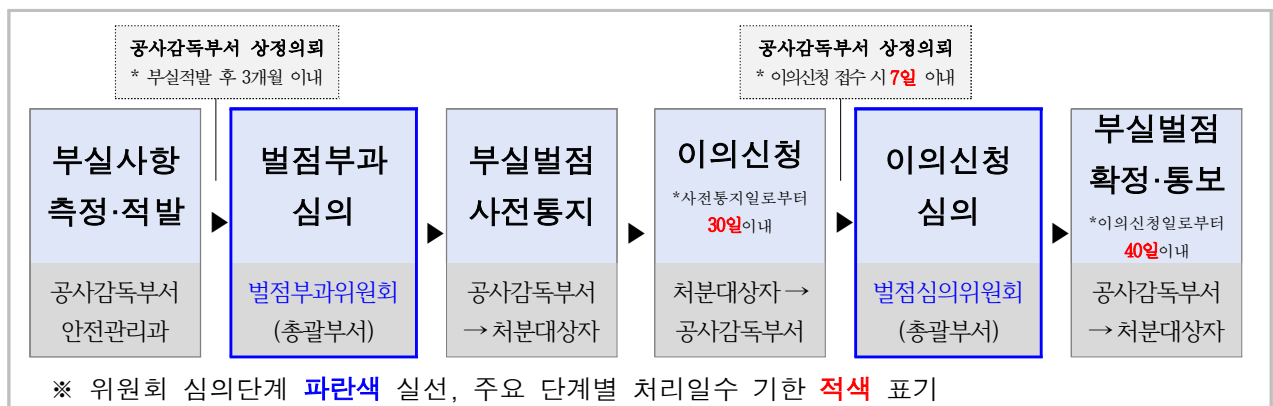 공사감독부서 상정의뢰
* 부실적발 후 3개월 이내
공사감독부서 상정의뢰
* 이의신청 접수 시 7일 이내
부실사항
측정·적발
공사감독부서
안전관리과
▶
벌점부과
심의
벌점부과위원회
(총괄부서)
▶
부실벌점
사전통지
공사감독부서
→ 처분대상자
▶
이의신청
*사전통지일로부터
30일이내
처분대상자→
공사감독부서
▶
이의신청
심의
벌점심의위원회
(총괄부서)
▶
부실벌점
확정·통보
*이의신청일로부터
40일이내
공사감독부서
→ 처분대상자
※ 위원회 심의단계 파란색 실선, 주요 단계별 처리일수 기한 적색 표기